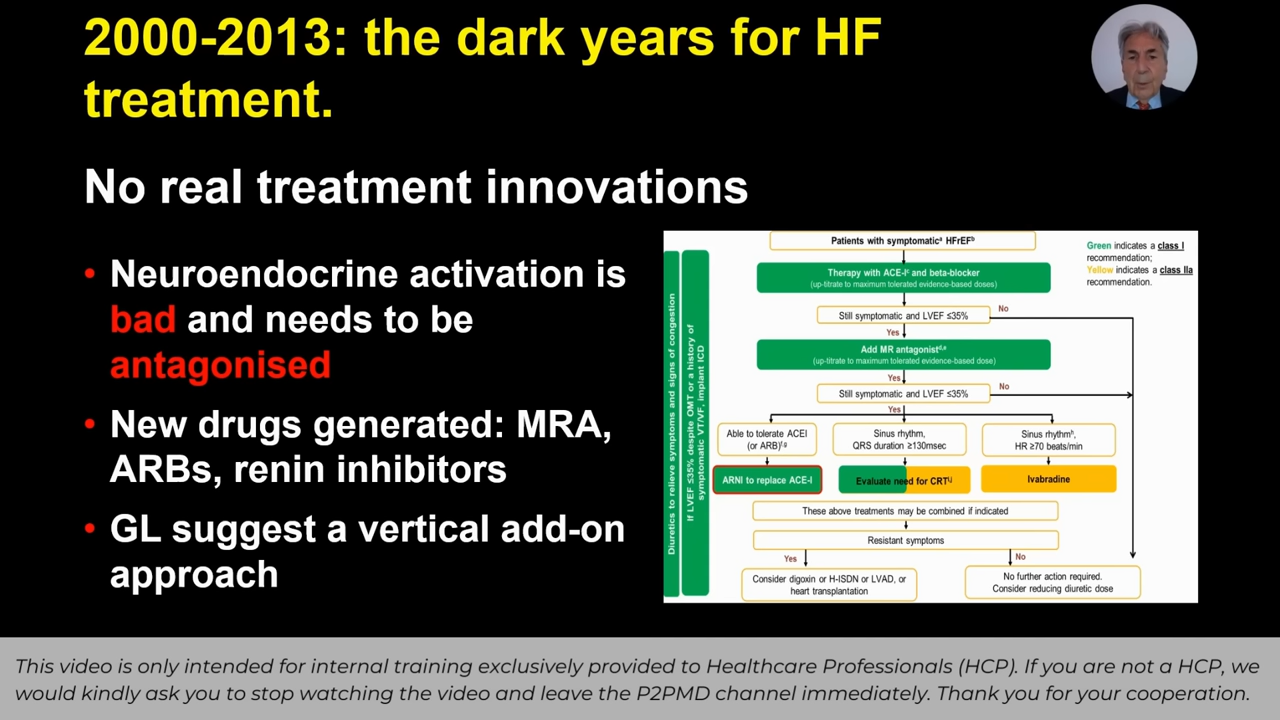 2000-2013: the dark years for HF
treatment.
No real treatment innovations
• Neuroendocrine activation is
bad and needs to be
antagonised
• New drugs generated: MRA,
ARBs, renin inhibitors
• GL suggest a vertical add-on
approach
Diuretics to relieve symptoms and signs of congestion
If LVEF ≤35% despite OMT or a history of
symptomatic VT/VF, implant ICD
Patients with symptomaticᵃ HFrEFᵇ
Green indicates a class I
recommendation;
Yellow indicates a class IIa
recommendation.
Therapy with ACE-Iᶜ and beta-blocker
(up-titrate to maximum tolerated evidence-based doses)
Still symptomatic and LVEF ≤35%
No
Yes
Add MR antagonistᵈ,ᵉ
(up-titrate to maximum tolerated evidence-based dose)
Yes
Still symptomatic and LVEF ≤35%
No
Yes
Able to tolerate ACEI
(or ARB)ᶠ,ᵍ
Sinus rhythm,
QRS duration ≥130msec
Sinus rhythmʰ,
HR ≥70 beats/min
ARNI to replace ACE-I
Evaluate need for CRTⁱ,ʲ
Ivabradine
These above treatments may be combined if indicated
Resistant symptoms
Yes
No
Consider digoxin or H-ISDN or LVAD, or
heart transplantation
No further action required.
Consider reducing diuretic dose
This video is only intended for internal training exclusively provided to Healthcare Professionals (HCP). If you are not a HCP, we
would kindly ask you to stop watching the video and leave the P2PMD channel immediately. Thank you for your cooperation.